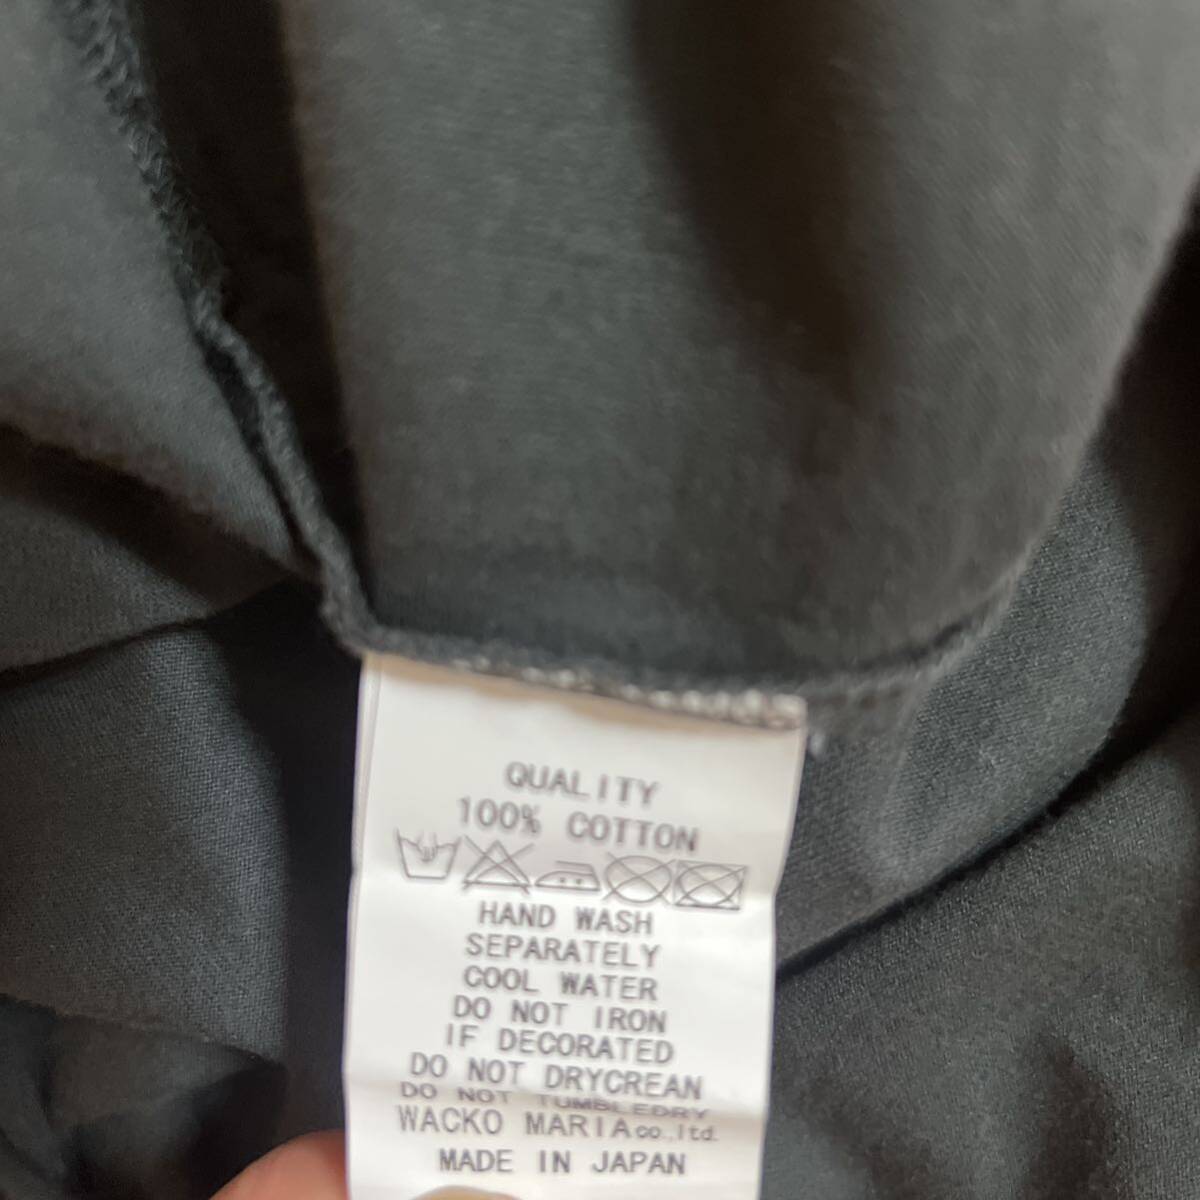 QUALITY
100% COTTON
HAND WASH
SEPARATELY
COOL WATER
DO NOT IRON
IF DECORATED
DO NOT DRYCREAN
DO NOT TUMBLEDRY
WACKO MARIA co.,ltd.
MADE IN JAPAN